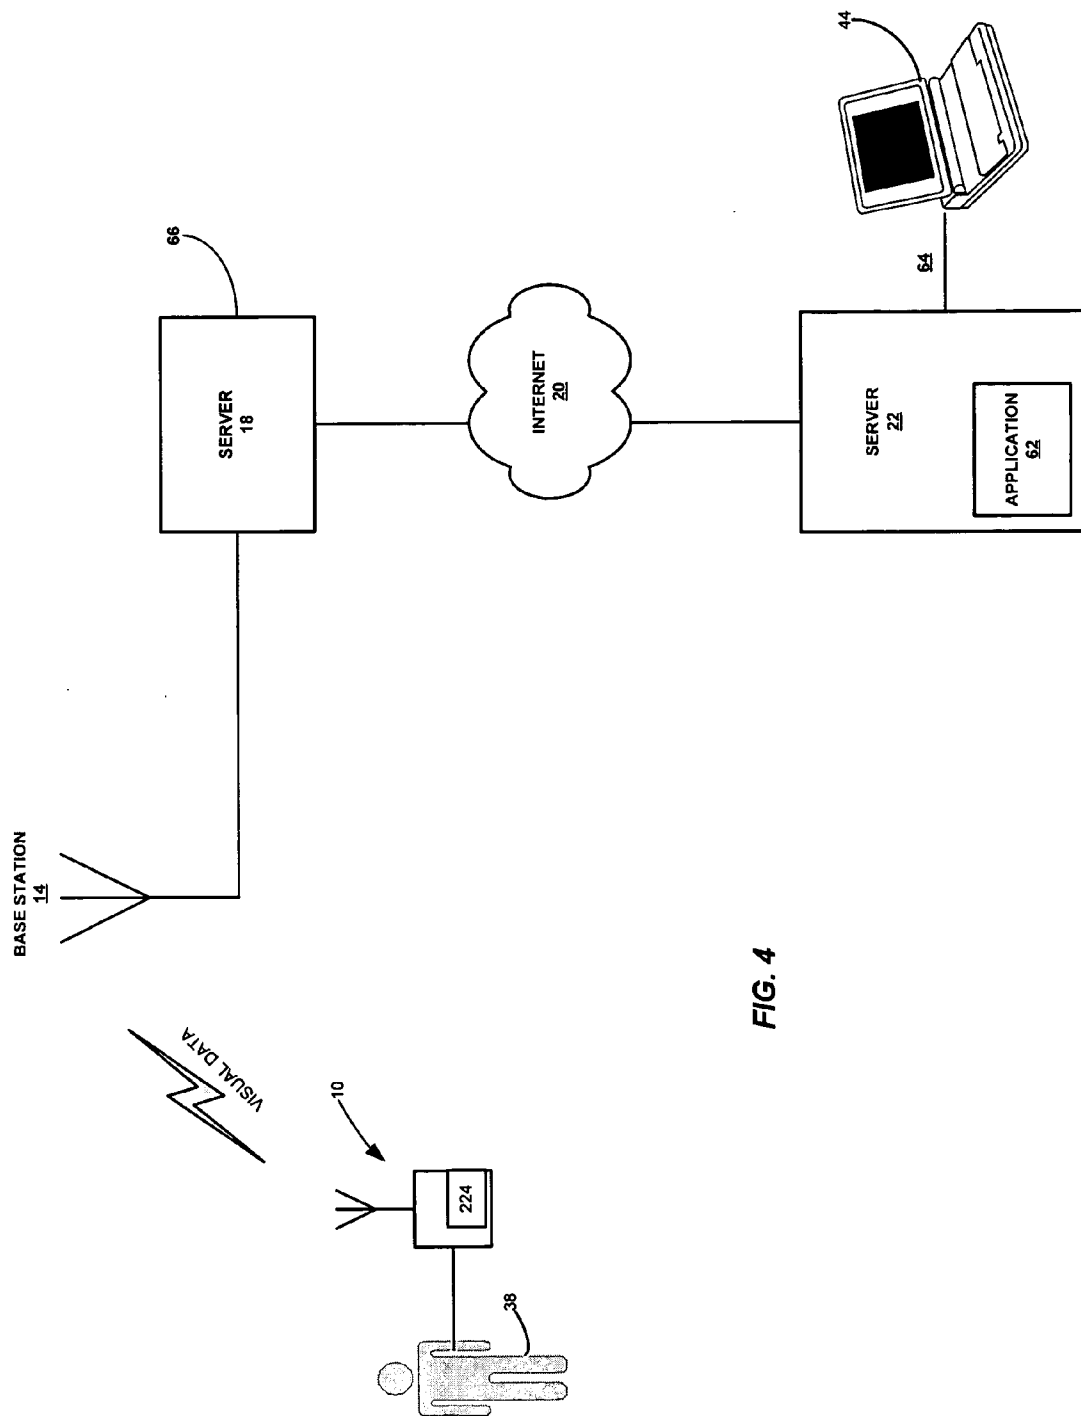 BASE STATION
14
VISUAL DATA
10
224
38
SERVER
18
66
INTERNET
20
SERVER
22
APPLICATION
62
64
44
FIG. 4